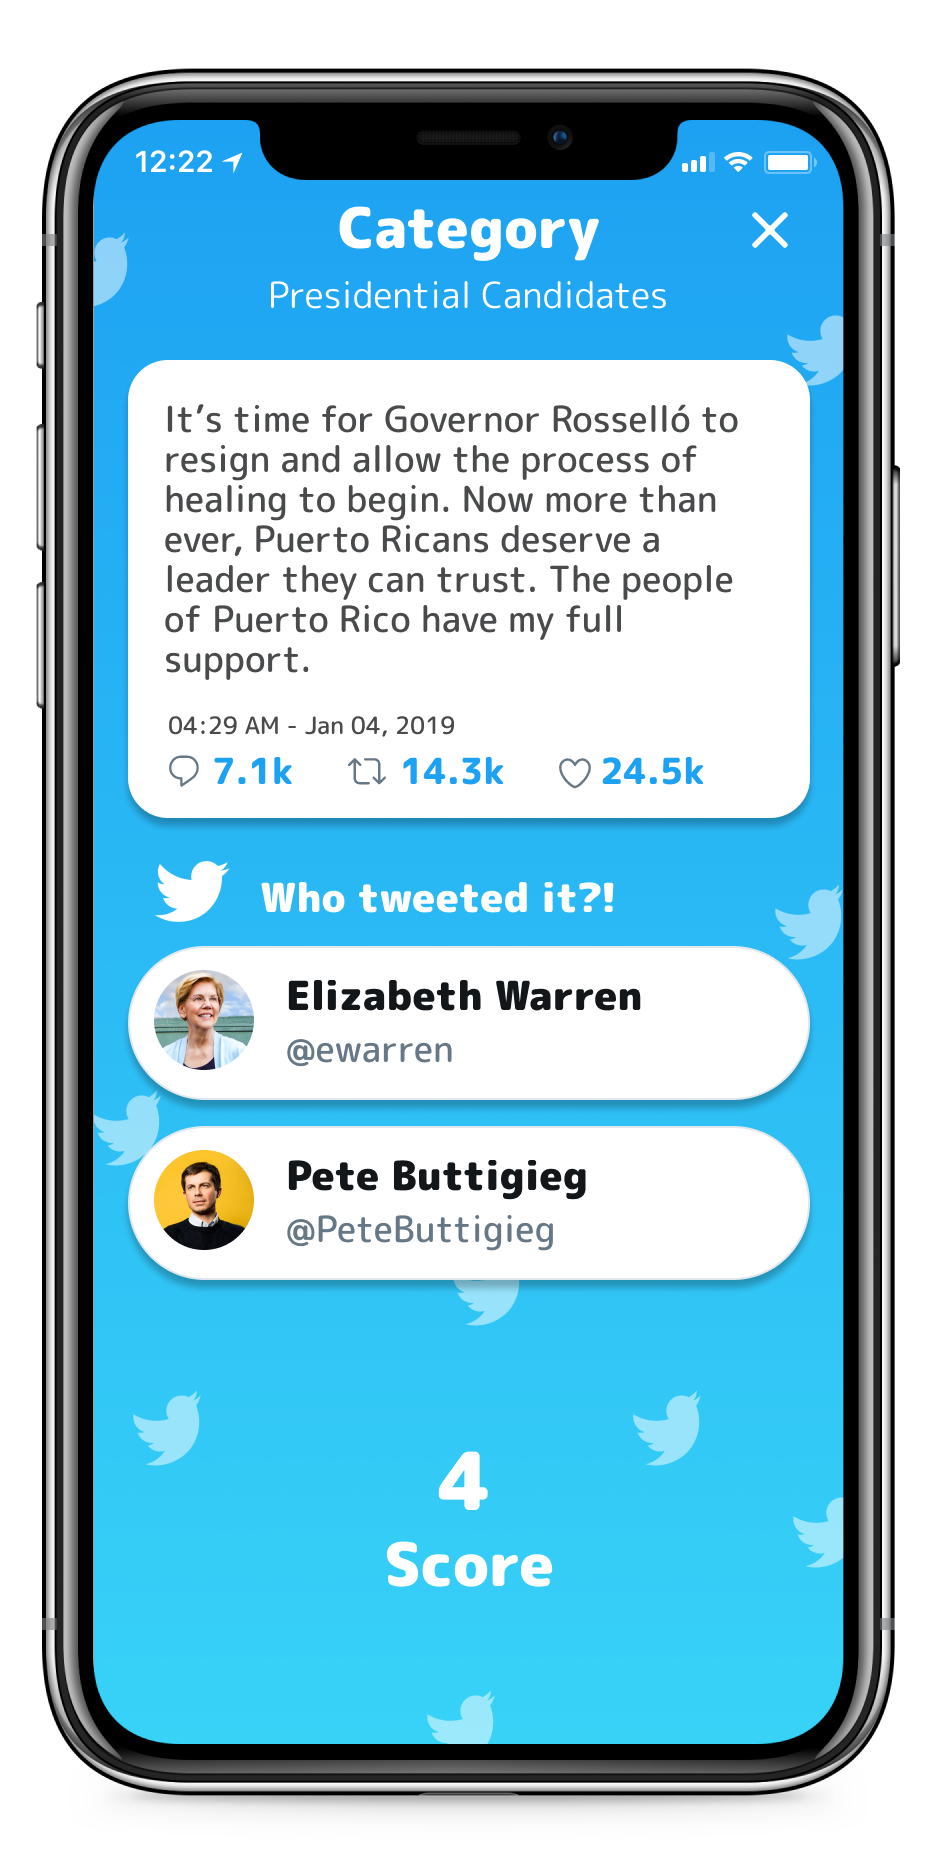 12:22
Category
Presidential Candidates
It’s time for Governor Rosselló to
resign and allow the process of
healing to begin. Now more than
ever, Puerto Ricans deserve a
leader they can trust. The people
of Puerto Rico have my full
support.
04:29 AM - Jan 04, 2019
7.1k 14.3k 24.5k
Who tweeted it?!
Elizabeth Warren
@ewarren
Pete Buttigieg
@PeteButtigieg
4
Score